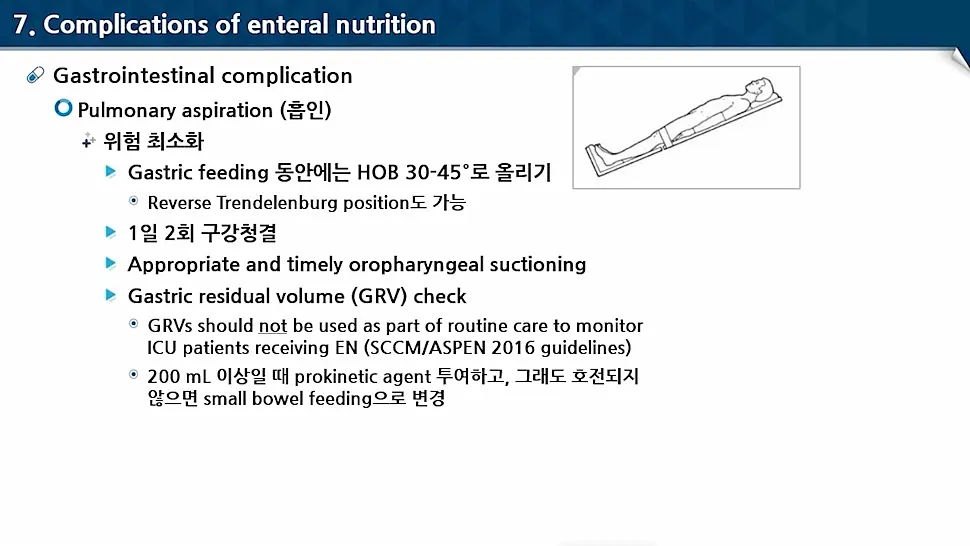 7. Complications of enteral nutrition
Gastrointestinal complication
Pulmonary aspiration (흡인)
위험 최소화
Gastric feeding 동안에는 HOB 30-45°로 올리기
Reverse Trendelenburg position도 가능
1일 2회 구강청결
Appropriate and timely oropharyngeal suctioning
Gastric residual volume (GRV) check
GRVs should not be used as part of routine care to monitor
ICU patients receiving EN (SCCM/ASPEN 2016 guidelines)
200 mL 이상일 때 prokinetic agent 투여하고, 그래도 호전되지
않으면 small bowel feeding으로 변경